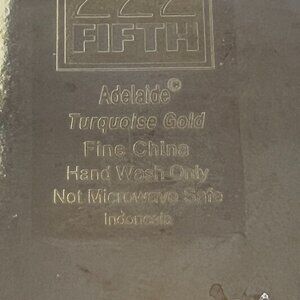 222
FIFTH
Adelaide©
Turquoise Gold
Fine China
Hand Wash Only
Not Microwave Safe
Indonesia